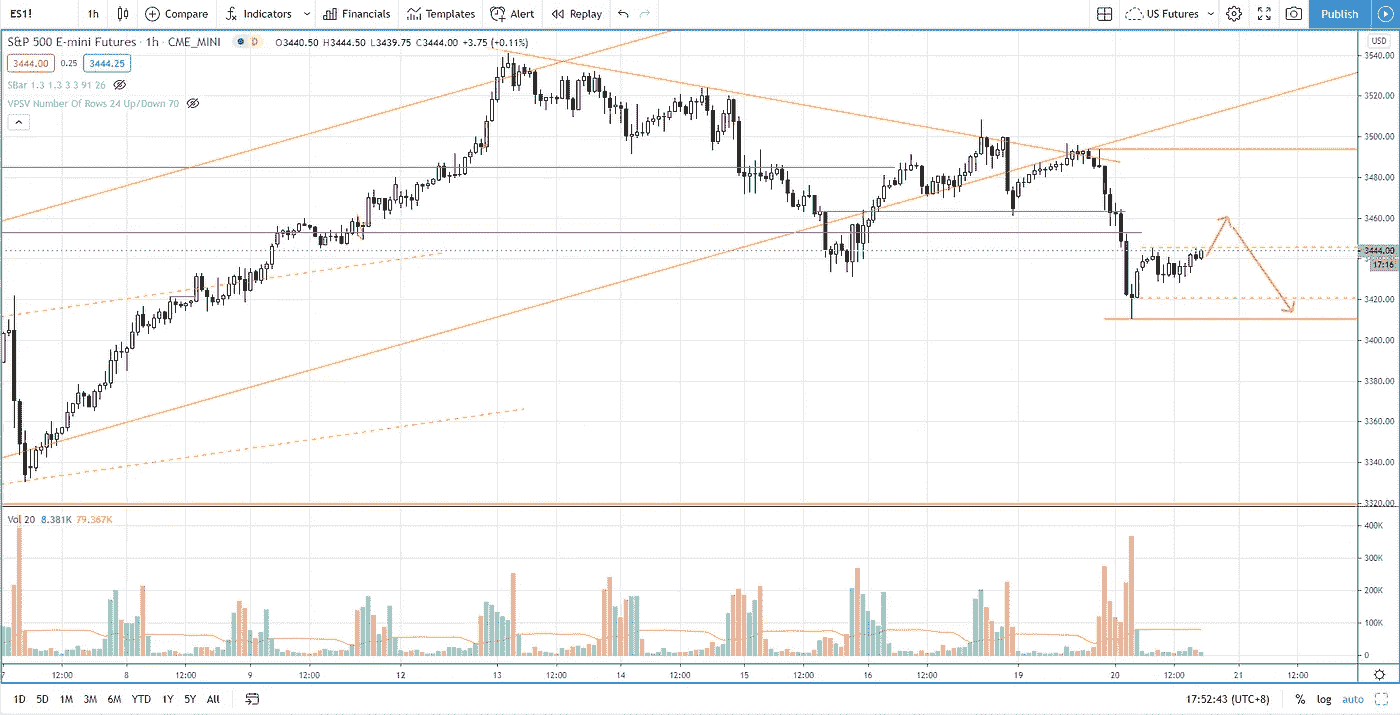 ES1! 1h Compare Indicators Financials Templates Alert Replay US Futures Publish
S&P 500 E-mini Futures · 1h · CME_MINI D O3440.50 H3444.50 L3439.75 C3444.00 +3.75 (+0.11%) USD
3444.00 0.25 3444.25
SBar 1.3 1.3 3 3 91 26
VPSV Number Of Rows 24 Up/Down 70
3540.00
3520.00
3500.00
3480.00
3460.00
3444.00
17:16
3420.00
3400.00
3380.00
3360.00
3340.00
3320.00
Vol 20 8.381K 79.367K
400K
300K
200K
100K
0
7 12:00 8 12:00 9 12:00 12 12:00 13 12:00 14 12:00 15 12:00 16 12:00 19 12:00 20 12:00 21 12:00
1D 5D 1M 3M 6M YTD 1Y 5Y All 17:52:43 (UTC+8) % log auto